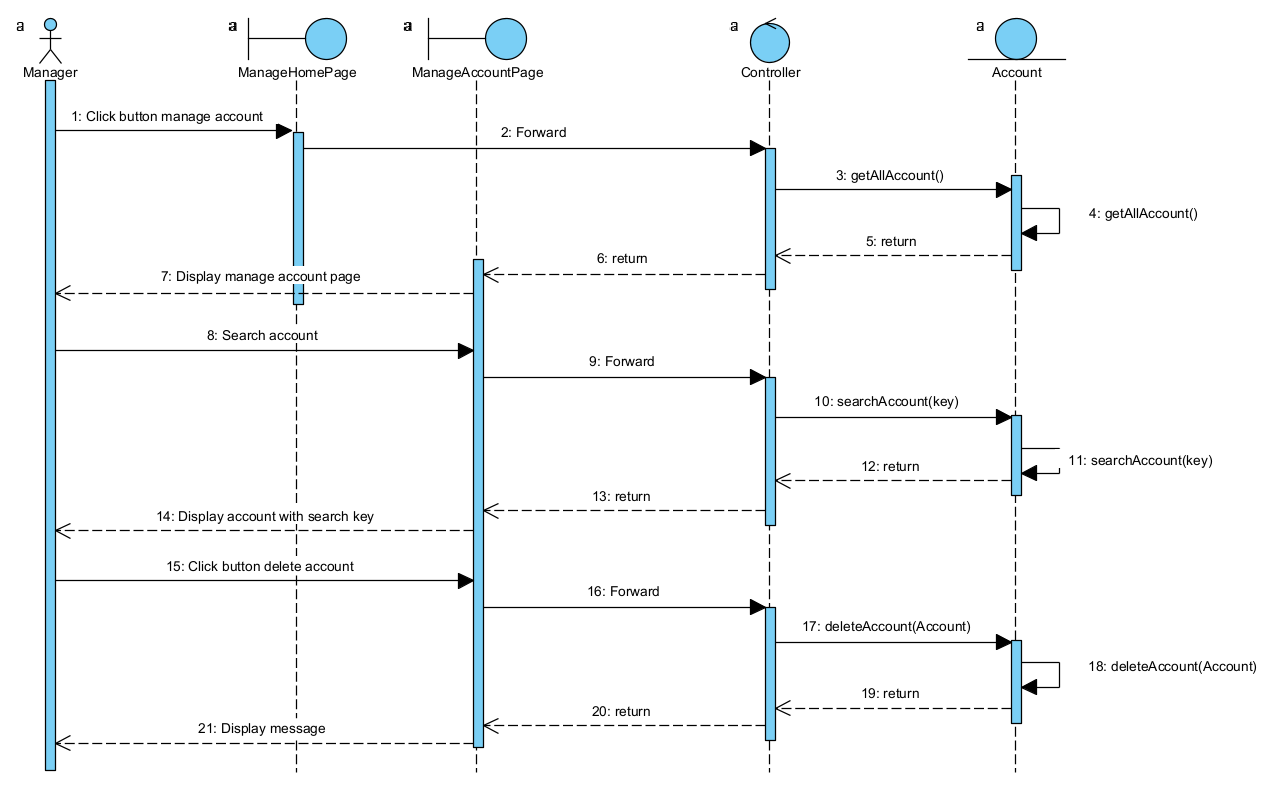 a
a
a
a
a
Manager
ManageHomePage
ManageAccountPage
Controller
Account
1: Click button manage account
2: Forward
3: getAllAccount()
4: getAllAccount()
5: return
6: return
7: Display manage account page
8: Search account
9: Forward
10: searchAccount(key)
11: searchAccount(key)
12: return
13: return
14: Display account with search key
15: Click button delete account
16: Forward
17: deleteAccount(Account)
18: deleteAccount(Account)
19: return
20: return
21: Display message